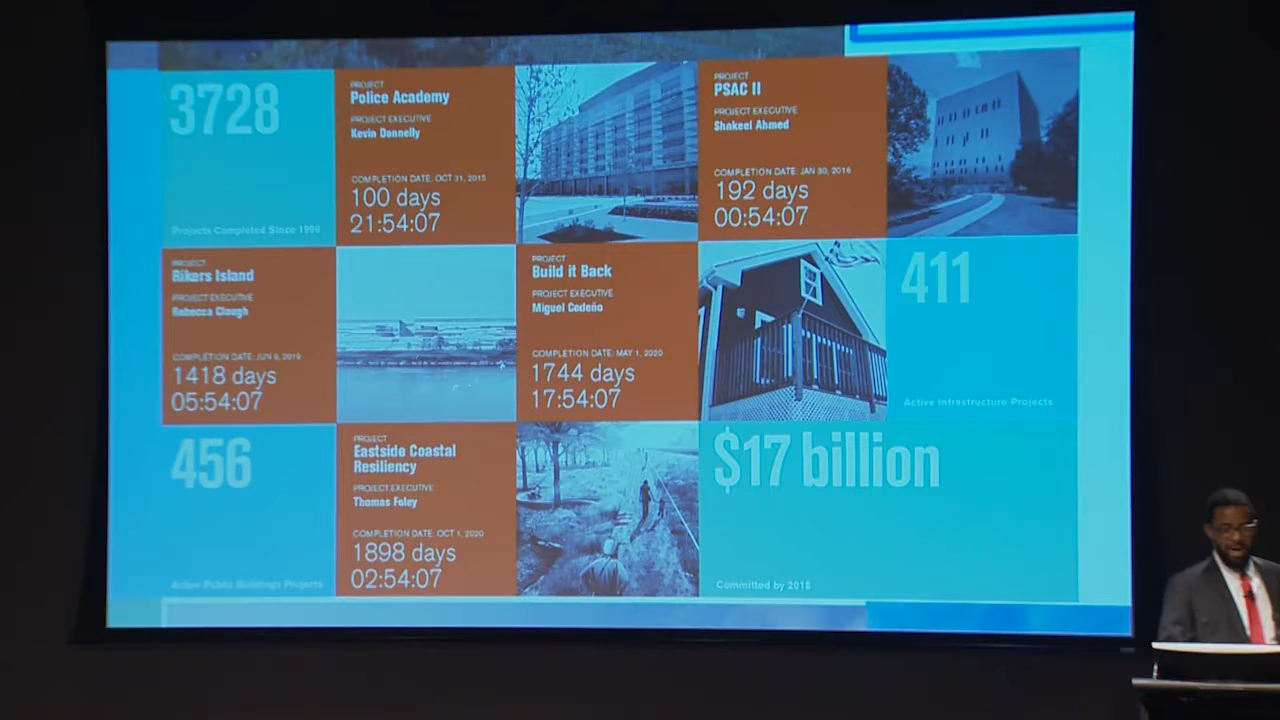 3728
Projects Completed Since 1996
PROJECT
Police Academy
PROJECT EXECUTIVE
Kevin Donnelly
COMPLETION DATE: OCT 31, 2015
100 days
21:54:07
PROJECT
PSAC II
PROJECT EXECUTIVE
Shakeel Ahmed
COMPLETION DATE: JAN 30, 2016
192 days
00:54:07
PROJECT
Rikers Island
PROJECT EXECUTIVE
Rebecca Clough
COMPLETION DATE: JUN 9, 2019
1418 days
05:54:07
PROJECT
Build it Back
PROJECT EXECUTIVE
Miguel Codeño
COMPLETION DATE: MAY 1, 2020
1744 days
17:54:07
411
Active Infrastructure Projects
456
Active Public Buildings Projects
PROJECT
Eastside Coastal
Resiliency
PROJECT EXECUTIVE
Thomas Foley
COMPLETION DATE: OCT 1, 2020
1898 days
02:54:07
$17 billion
Committed by 2018